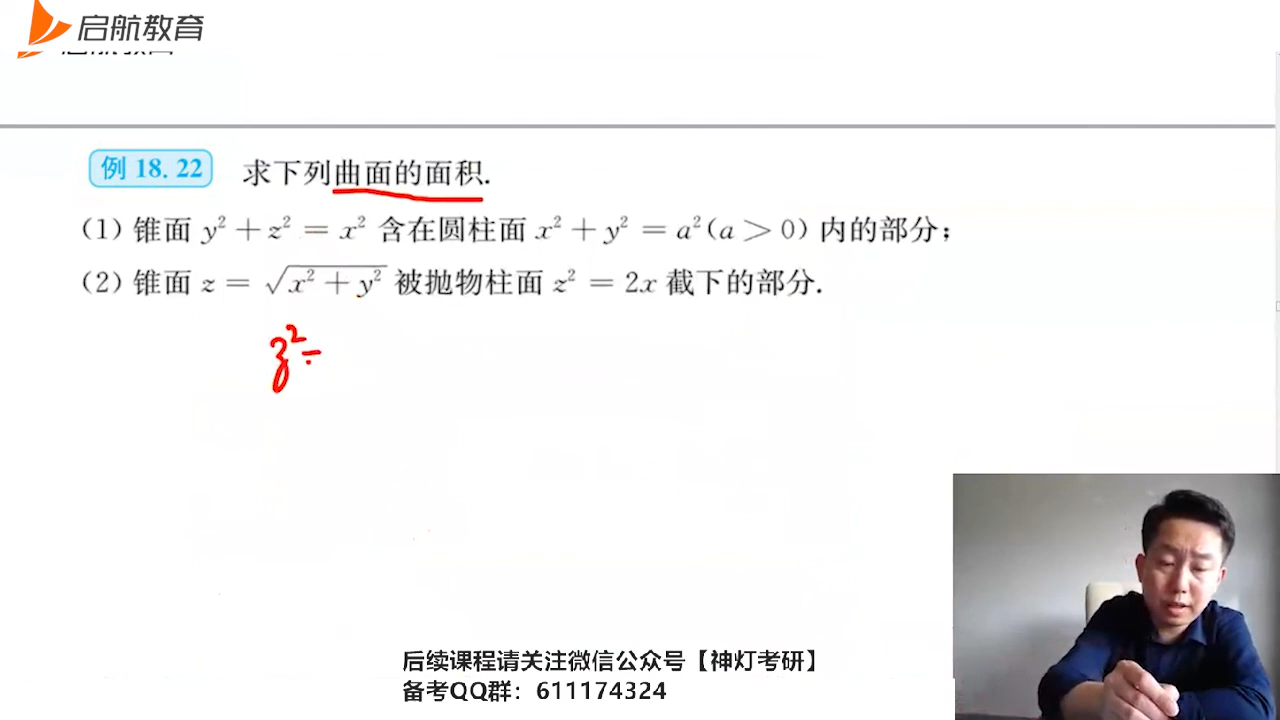 启航教育
例 18.22 求下列曲面的面积.
(1) 锥面 y² + z² = x² 含在圆柱面 x² + y² = a² (a > 0) 内的部分;
(2) 锥面 z = √(x² + y²) 被抛物柱面 z² = 2x 截下的部分.
z² =
后续课程请关注微信公众号【神灯考研】
备考QQ群：611174324